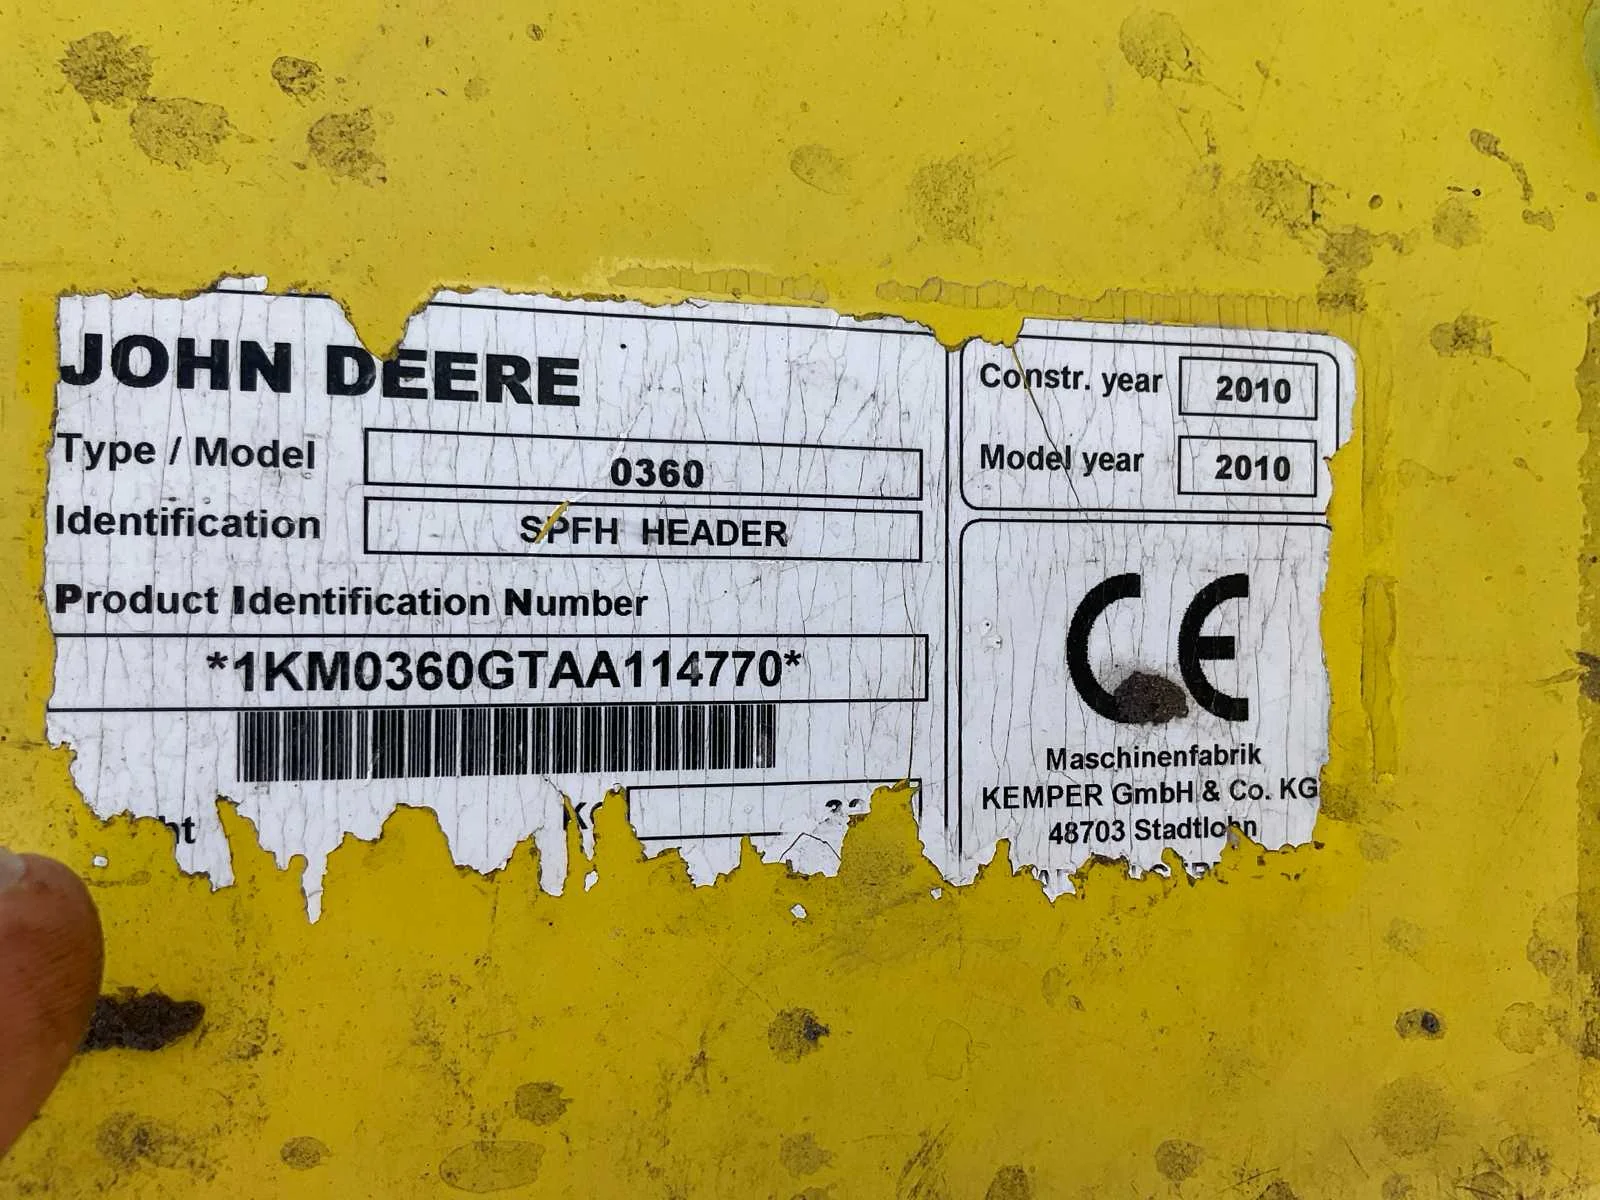 JOHN DEERE
Type / Model 0360
Identification SPFH HEADER
Product Identification Number
*1KM0360GTAA114770*
KG
Constr. year 2010
Model year 2010
CE
Maschinenfabrik
KEMPER GmbH & Co. KG
48703 Stadtlohn